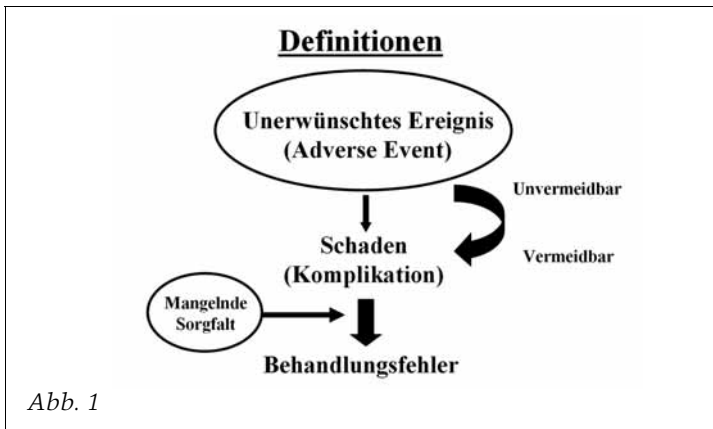 Definitionen
Unerwünschtes Ereignis
(Adverse Event)
Unvermeidbar
Schaden
(Komplikation)
Vermeidbar
Mangelnde
Sorgfalt
Behandlungsfehler
Abb. 1